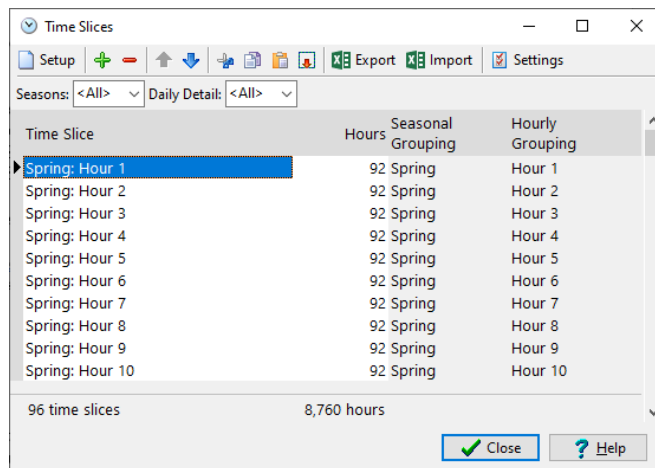 Time Slices
Setup Export Import Settings
Seasons: <All> Daily Detail: <All>
Time Slice Hours Seasonal Grouping Hourly Grouping
Spring: Hour 1 92 Spring Hour 1
Spring: Hour 2 92 Spring Hour 2
Spring: Hour 3 92 Spring Hour 3
Spring: Hour 4 92 Spring Hour 4
Spring: Hour 5 92 Spring Hour 5
Spring: Hour 6 92 Spring Hour 6
Spring: Hour 7 92 Spring Hour 7
Spring: Hour 8 92 Spring Hour 8
Spring: Hour 9 92 Spring Hour 9
Spring: Hour 10 92 Spring Hour 10
96 time slices 8,760 hours
Close Help